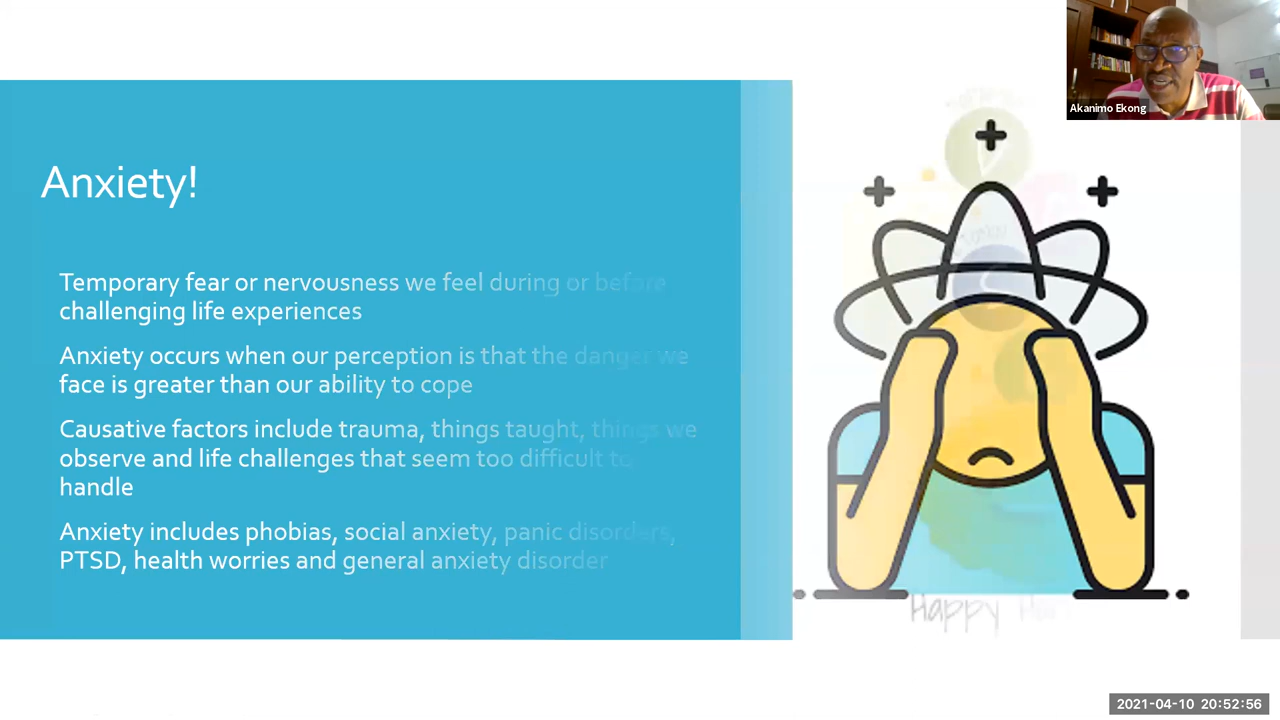 Akanimo Ekong
Anxiety!
Temporary fear or nervousness we feel during or before
challenging life experiences
Anxiety occurs when our perception is that the danger we
face is greater than our ability to cope
Causative factors include trauma, things taught, things we
observe and life challenges that seem too difficult to
handle
Anxiety includes phobias, social anxiety, panic disorders,
PTSD, health worries and general anxiety disorder
Happy
2021-04-10 20:52:56